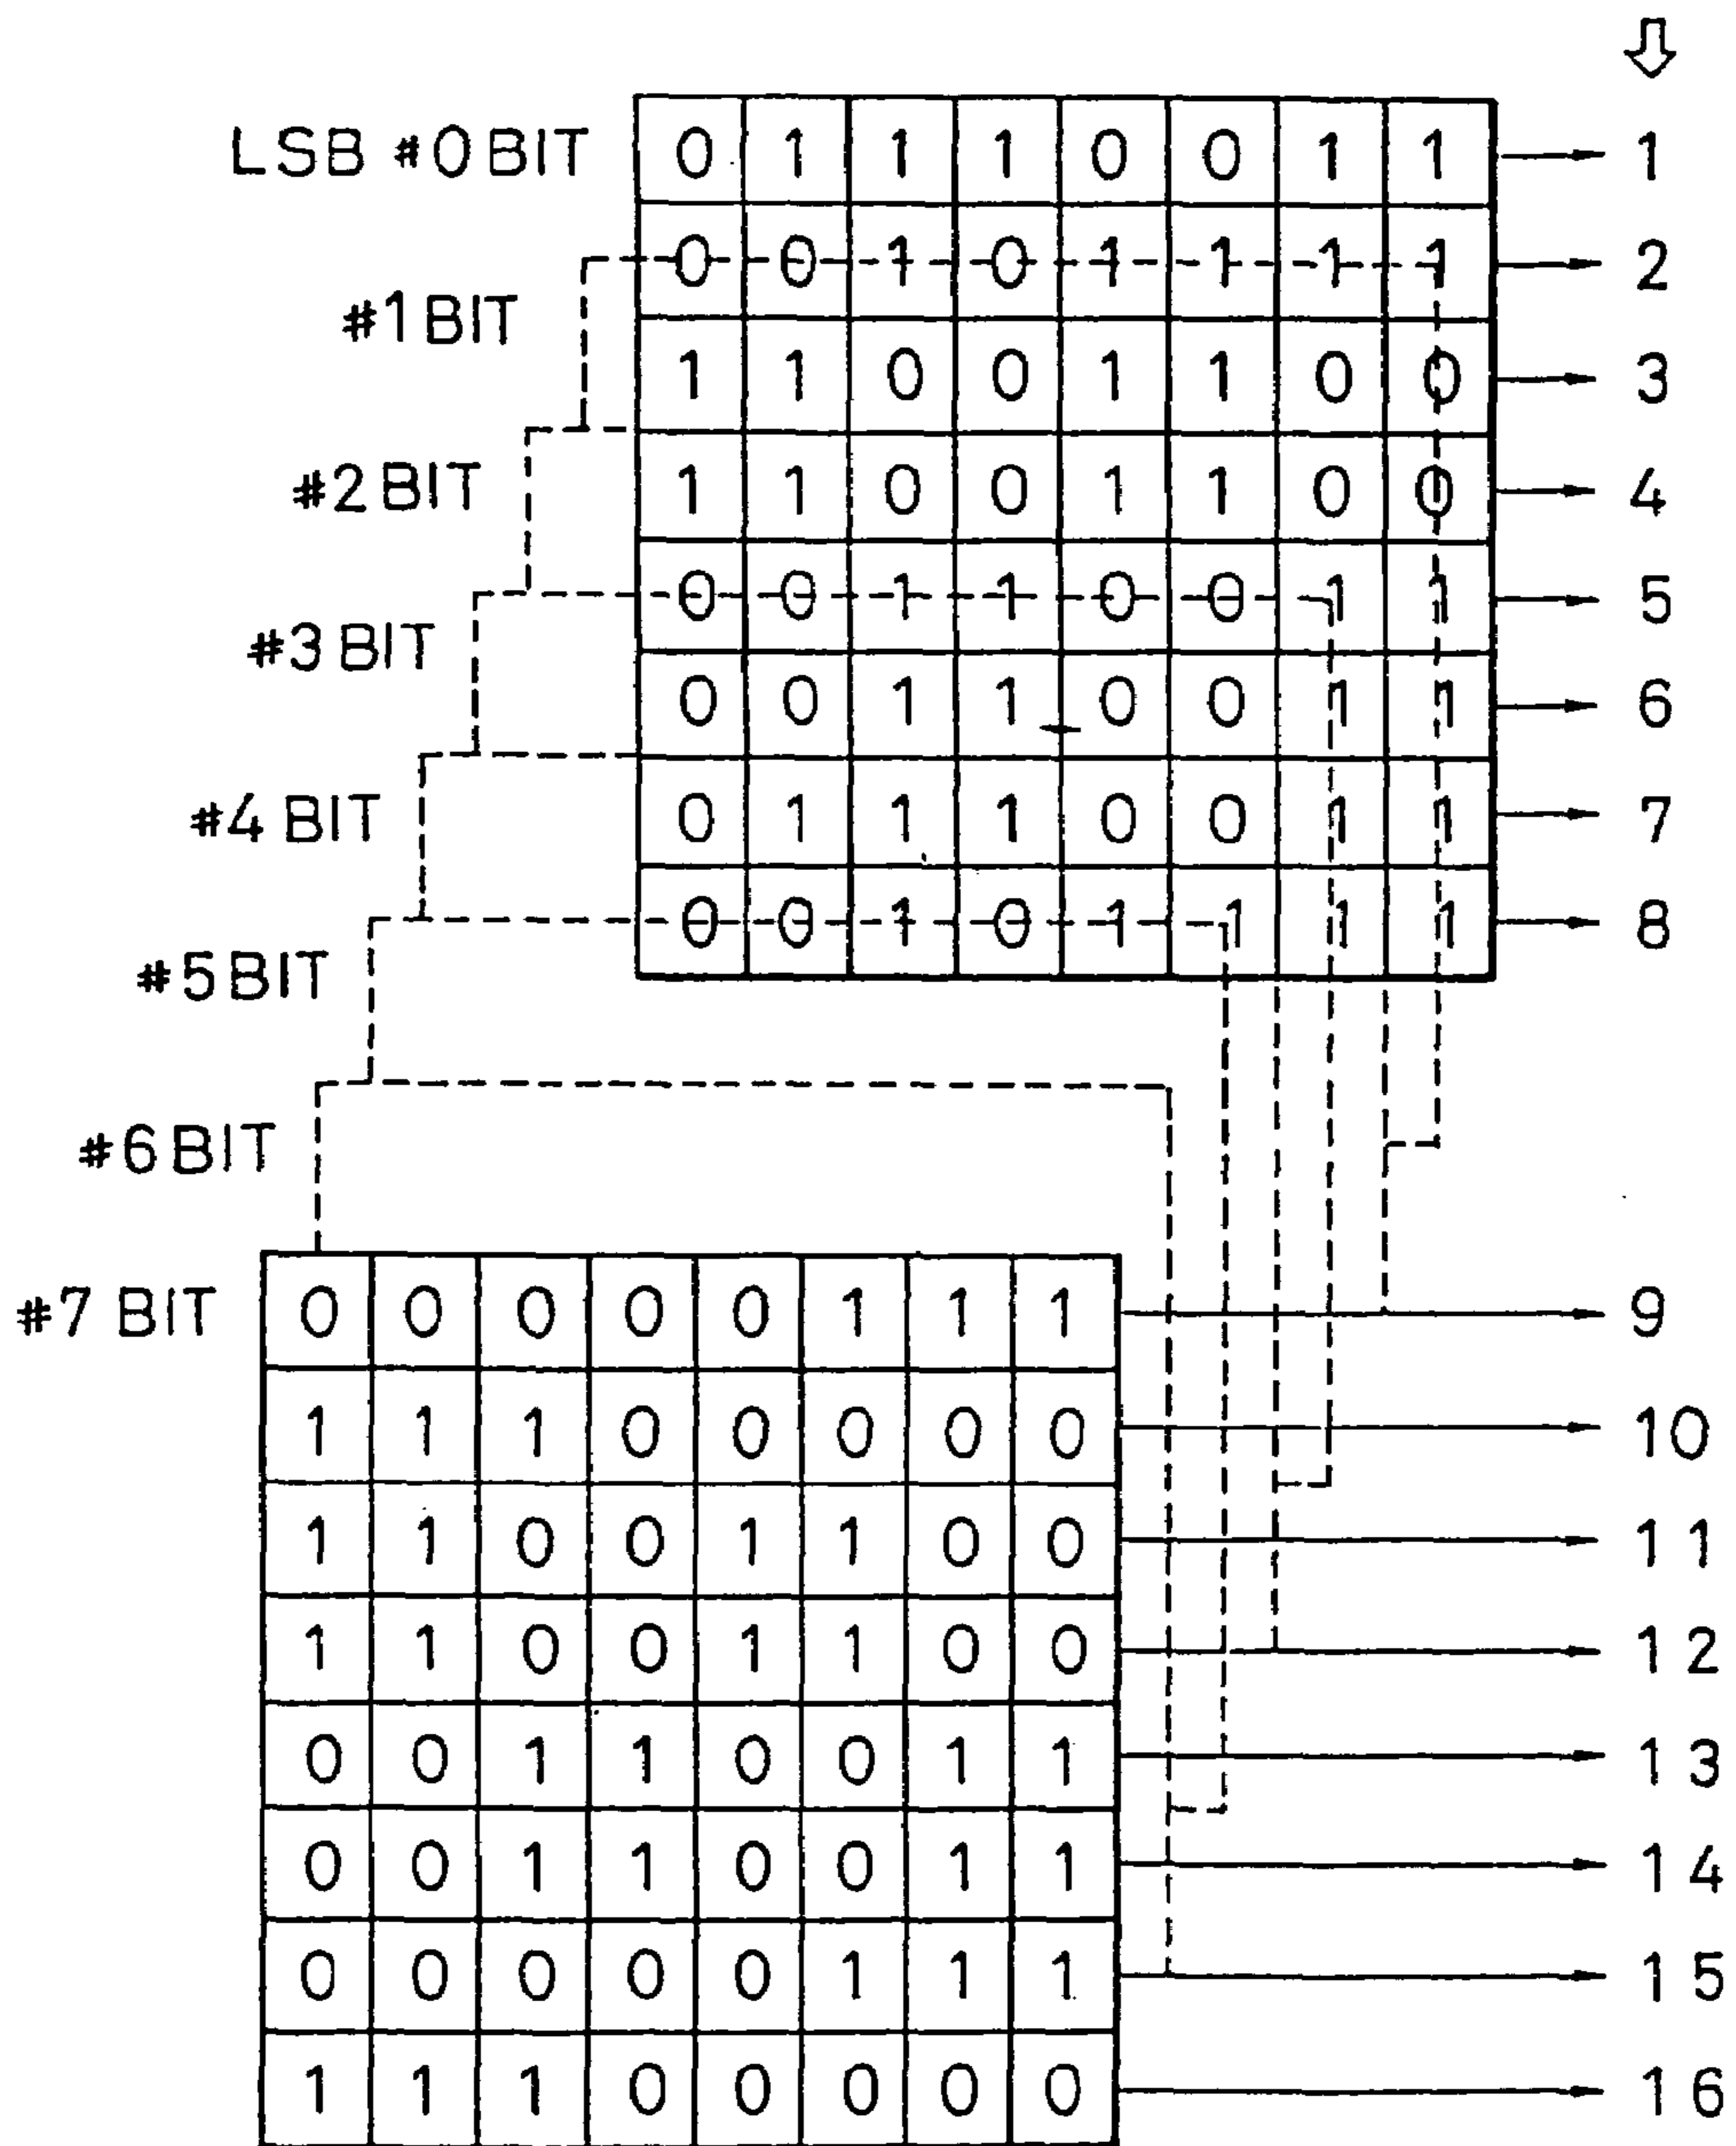 LSB #0 BIT 0 1 1 1 0 0 1 1 1
0 0 1 0 1 1 1 1 2
#1 BIT
1 1 0 0 1 1 0 0 3
#2 BIT 1 1 0 0 1 1 0 0 4
0 0 1 1 0 0 1 1 5
#3 BIT
0 0 1 1 0 0 1 1 6
#4 BIT 0 1 1 1 0 0 1 1 7
0 0 1 0 1 1 1 1 8
#5 BIT
#6 BIT
#7 BIT 0 0 0 0 0 1 1 1 9
1 1 1 0 0 0 0 0 10
1 1 0 0 1 1 0 0 11
1 1 0 0 1 1 0 0 12
0 0 1 1 0 0 1 1 13
0 0 1 1 0 0 1 1 14
0 0 0 0 0 1 1 1 15
1 1 1 0 0 0 0 0 16